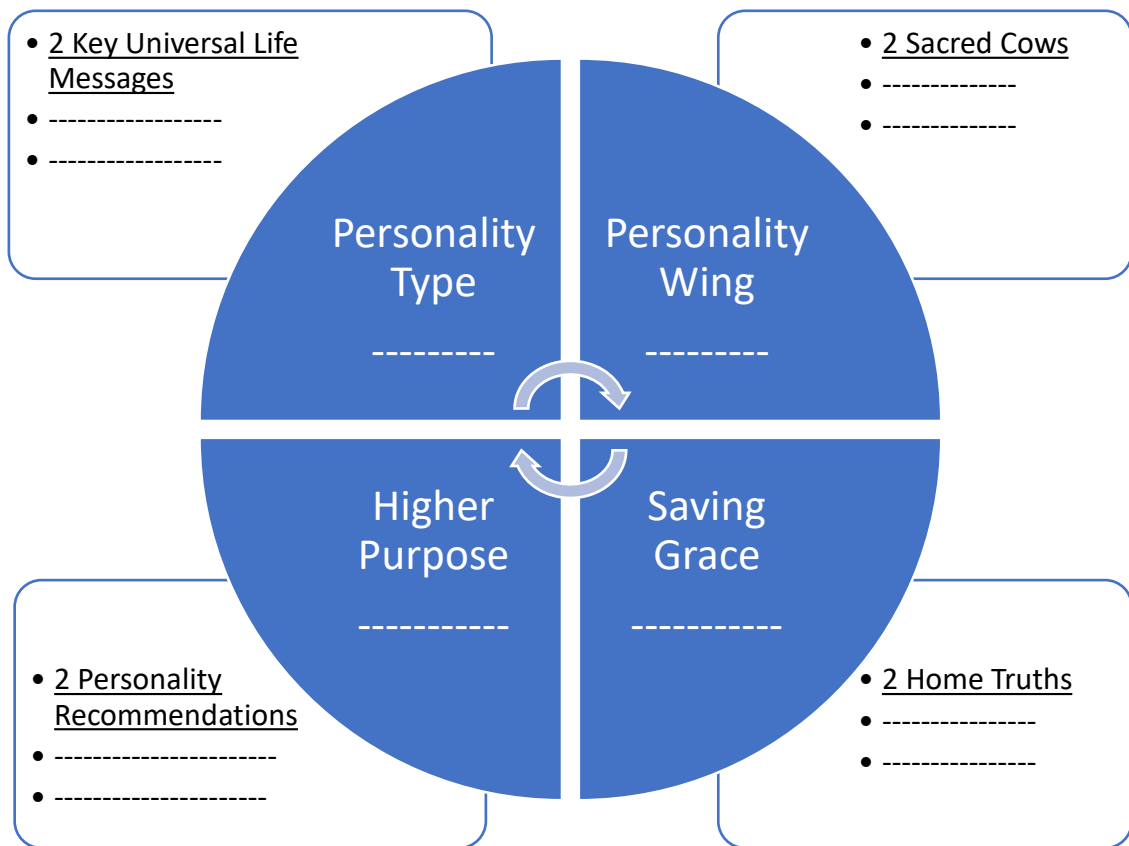 • 2 Key Universal Life
Messages
• ------------------
• ------------------
• 2 Sacred Cows
• --------------
• --------------
Personality
Type
---------
Personality
Wing
---------
Higher
Purpose
-----------
Saving
Grace
-----------
• 2 Personality
Recommendations
• -----------------------
• ----------------------
• 2 Home Truths
• ----------------
• ----------------